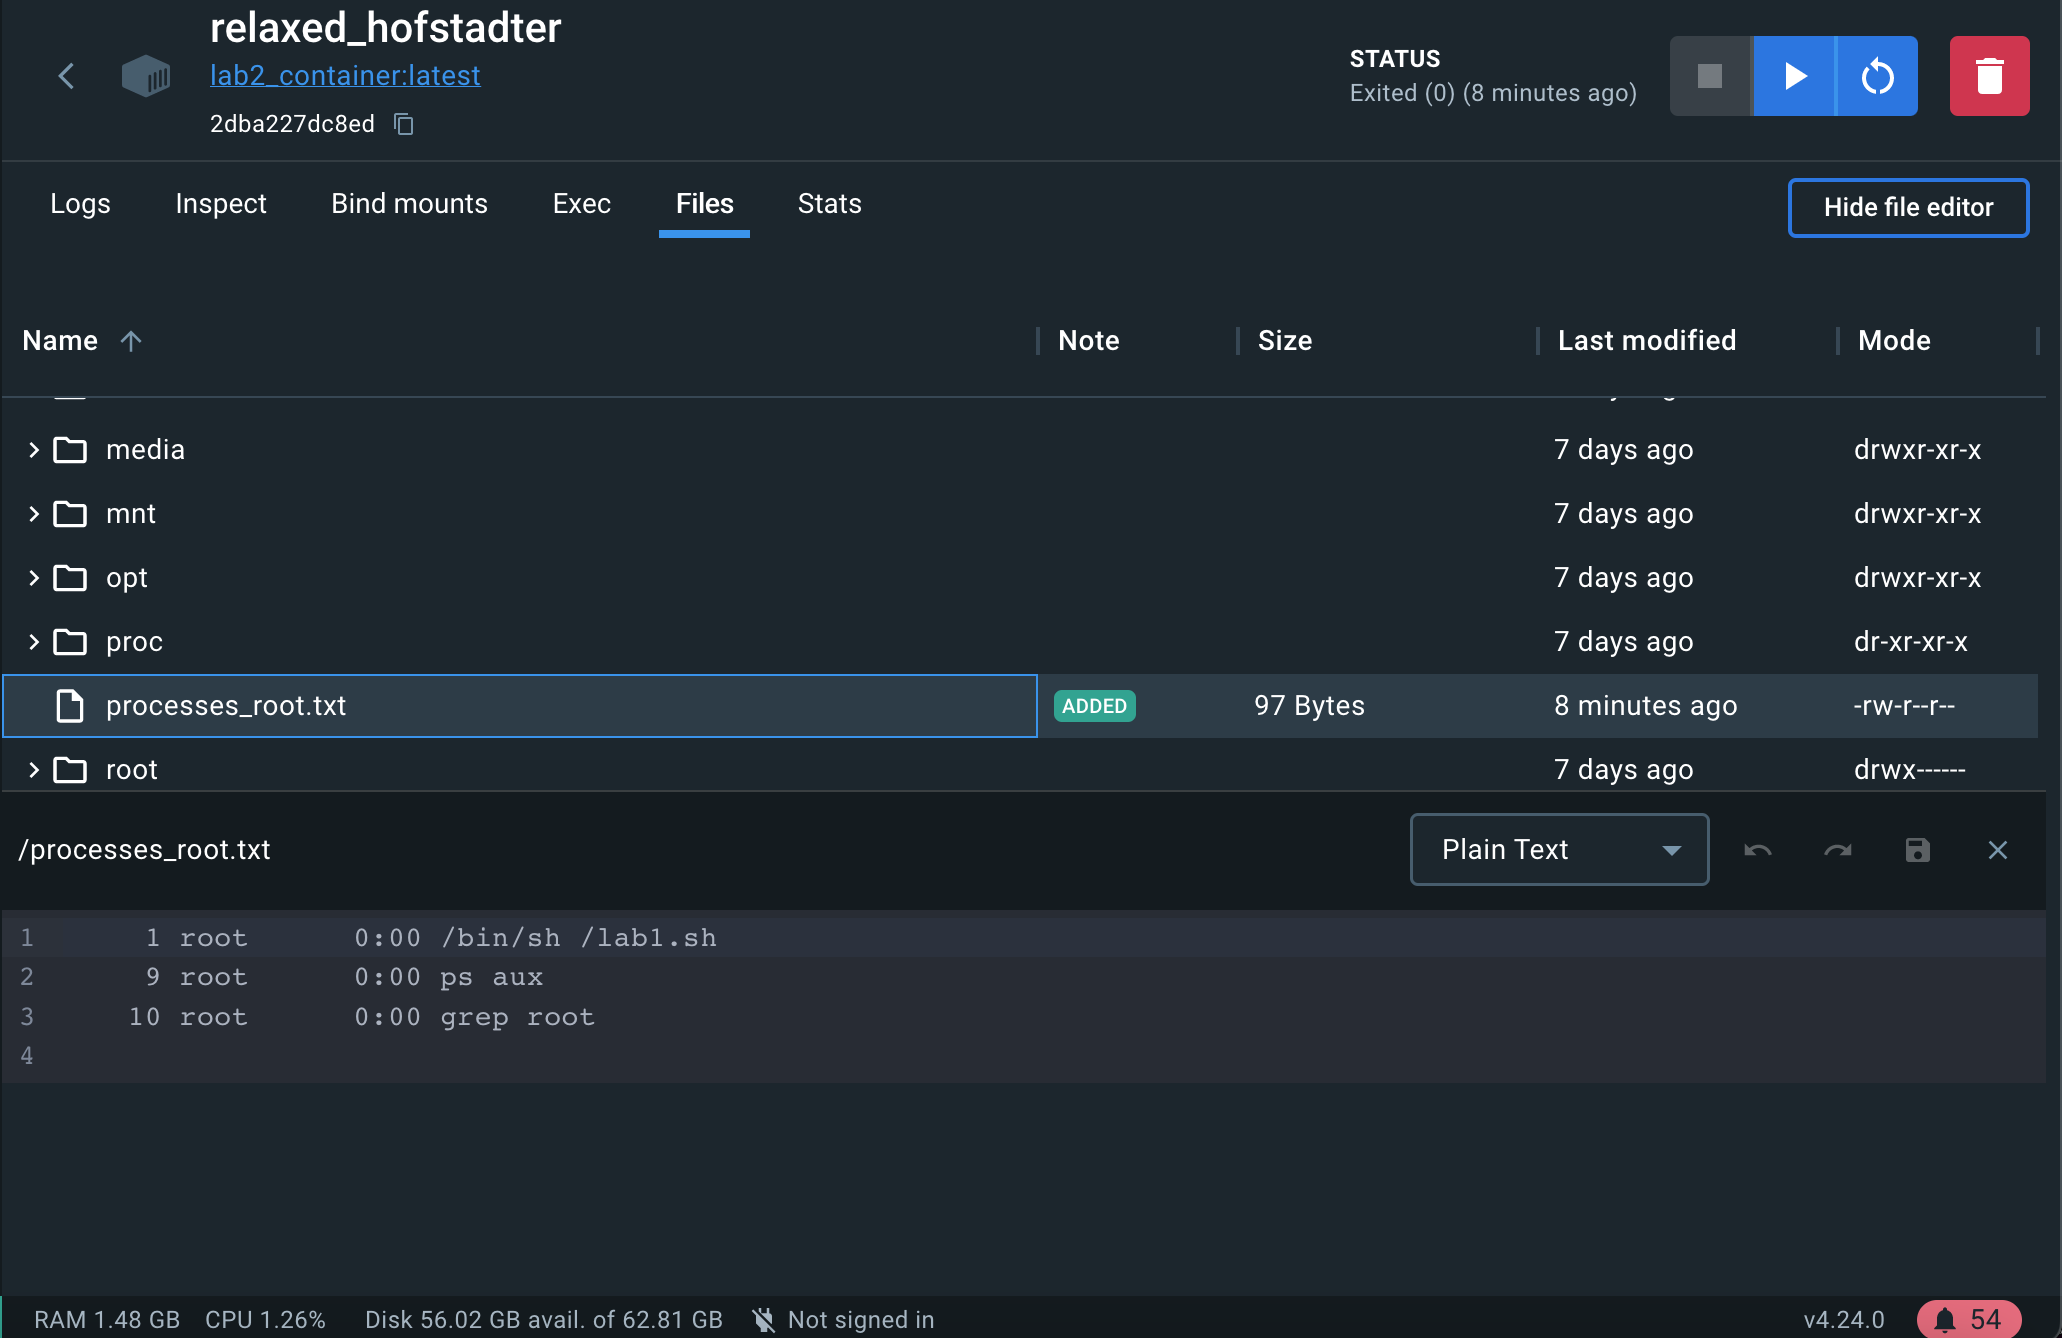 relaxed_hofstadter
lab2_container:latest
2dba227dc8ed
STATUS
Exited (0) (8 minutes ago)
Logs Inspect Bind mounts Exec Files Stats Hide file editor
Name Note Size Last modified Mode
media 7 days ago drwxr-xr-x
mnt 7 days ago drwxr-xr-x
opt 7 days ago drwxr-xr-x
proc 7 days ago dr-xr-xr-x
processes_root.txt ADDED 97 Bytes 8 minutes ago -rw-r--r--
root 7 days ago drwx------
/processes_root.txt Plain Text
1 1 root 0:00 /bin/sh /lab1.sh
2 9 root 0:00 ps aux
3 10 root 0:00 grep root
4
RAM 1.48 GB CPU 1.26% Disk 56.02 GB avail. of 62.81 GB Not signed in v4.24.0 54